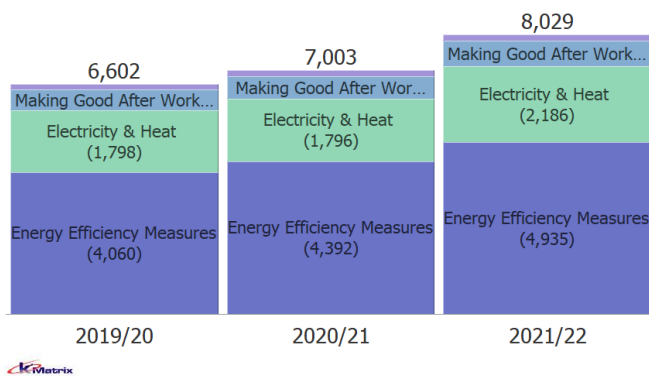 8,029
7,003
6,602
Making Good After Work...
Making Good After Wor...
Making Good After Work...
Electricity & Heat
(2,186)
Electricity & Heat
(1,796)
Electricity & Heat
(1,798)
Energy Efficiency Measures
(4,935)
Energy Efficiency Measures
(4,392)
Energy Efficiency Measures
(4,060)
2019/20
2020/21
2021/22
kMatrix